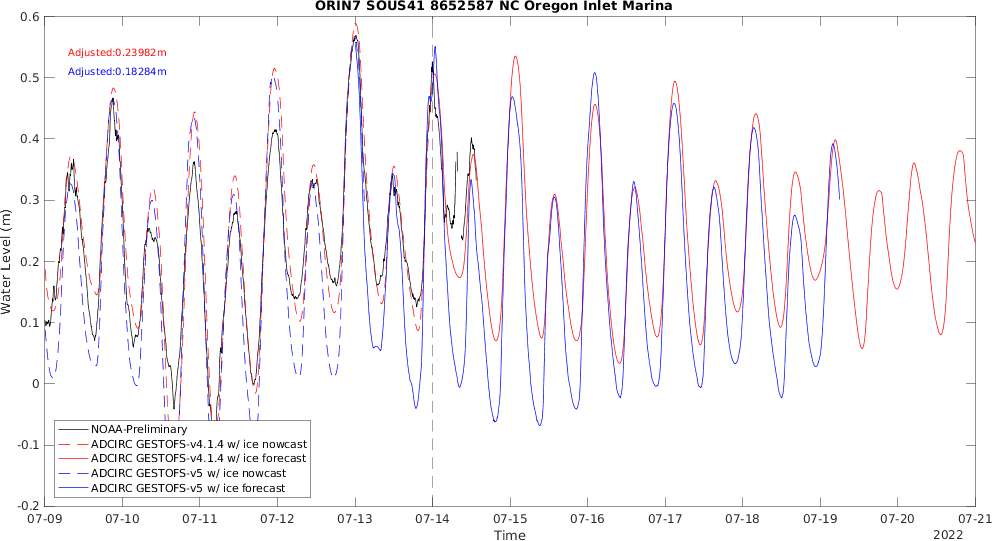 ORIN7 SOUS41 8652587 NC Oregon Inlet Marina
0.6
0.5
0.4
0.3
0.2
0.1
0
-0.1
-0.2
Water Level (m)
Adjusted:0.23982m
Adjusted:0.18284m
NOAA-Preliminary
ADCIRC GESTOFS-v4.1.4 w/ ice nowcast
ADCIRC GESTOFS-v4.1.4 w/ ice forecast
ADCIRC GESTOFS-v5 w/ ice nowcast
ADCIRC GESTOFS-v5 w/ ice forecast
07-09 07-10 07-11 07-12 07-13 07-14 07-15 07-16 07-17 07-18 07-19 07-20 07-21
Time
2022